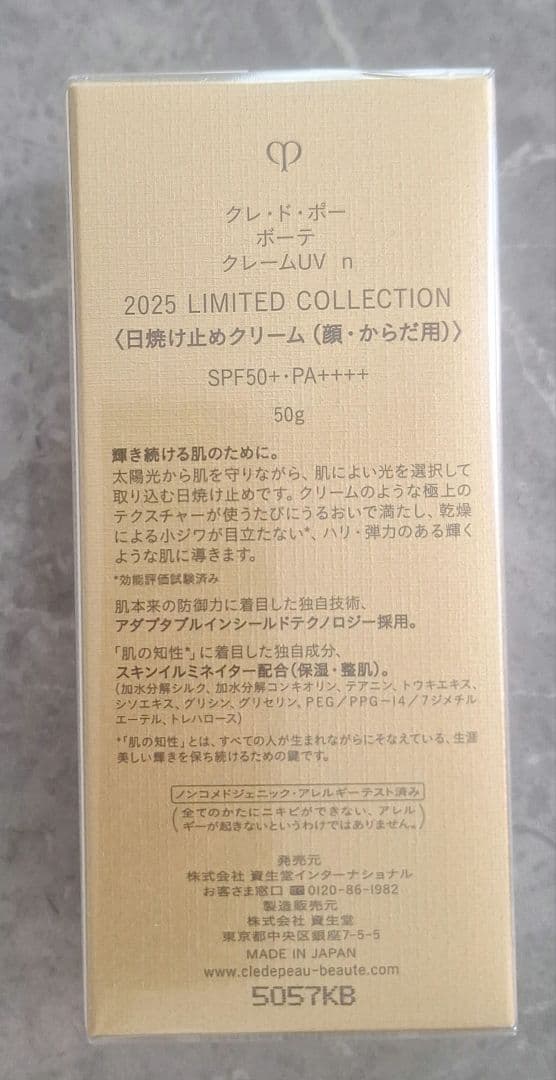 クレ・ド・ポー
ボーテ
クレームUV n
2025 LIMITED COLLECTION
〈日焼け止めクリーム(顔・からだ用)〉
SPF50+・PA++++
50g
輝き続ける肌のために。
太陽光から肌を守りながら、肌によい光を選択して
取り込む日焼け止めです。クリームのような極上の
テクスチャーが使うたびにうるおいで満たし、乾燥
による小ジワが目立たない*、ハリ・弾力のある輝く
ような肌に導きます。
*効能評価試験済み
肌本来の防御力に着目した独自技術、
アダプタブルインシールドテクノロジー採用。
「肌の知性*」に着目した独自成分、
スキンイルミネイター配合(保湿・整肌)。
(加水分解シルク、加水分解コンキオリン、テアニン、トウキエキス、
シソエキス、グリシン、グリセリン、PEG/PPG-14/7ジメチル
エーテル、トレハロース)
*「肌の知性」とは、すべての人が生まれながらにそなえている、生涯
美しい輝きを保ち続けるための鍵です。
ノンコメドジェニック・アレルギーテスト済み
(全てのかたにニキビができない、アレル
ギーが起きないというわけではありません。)
発売元
株式会社 資生堂インターナショナル
お客さま窓口 0120-86-1982
製造販売元
株式会社 資生堂
東京都中央区銀座7-5-5
MADE IN JAPAN
www.cledepeau-beaute.com
5057KB